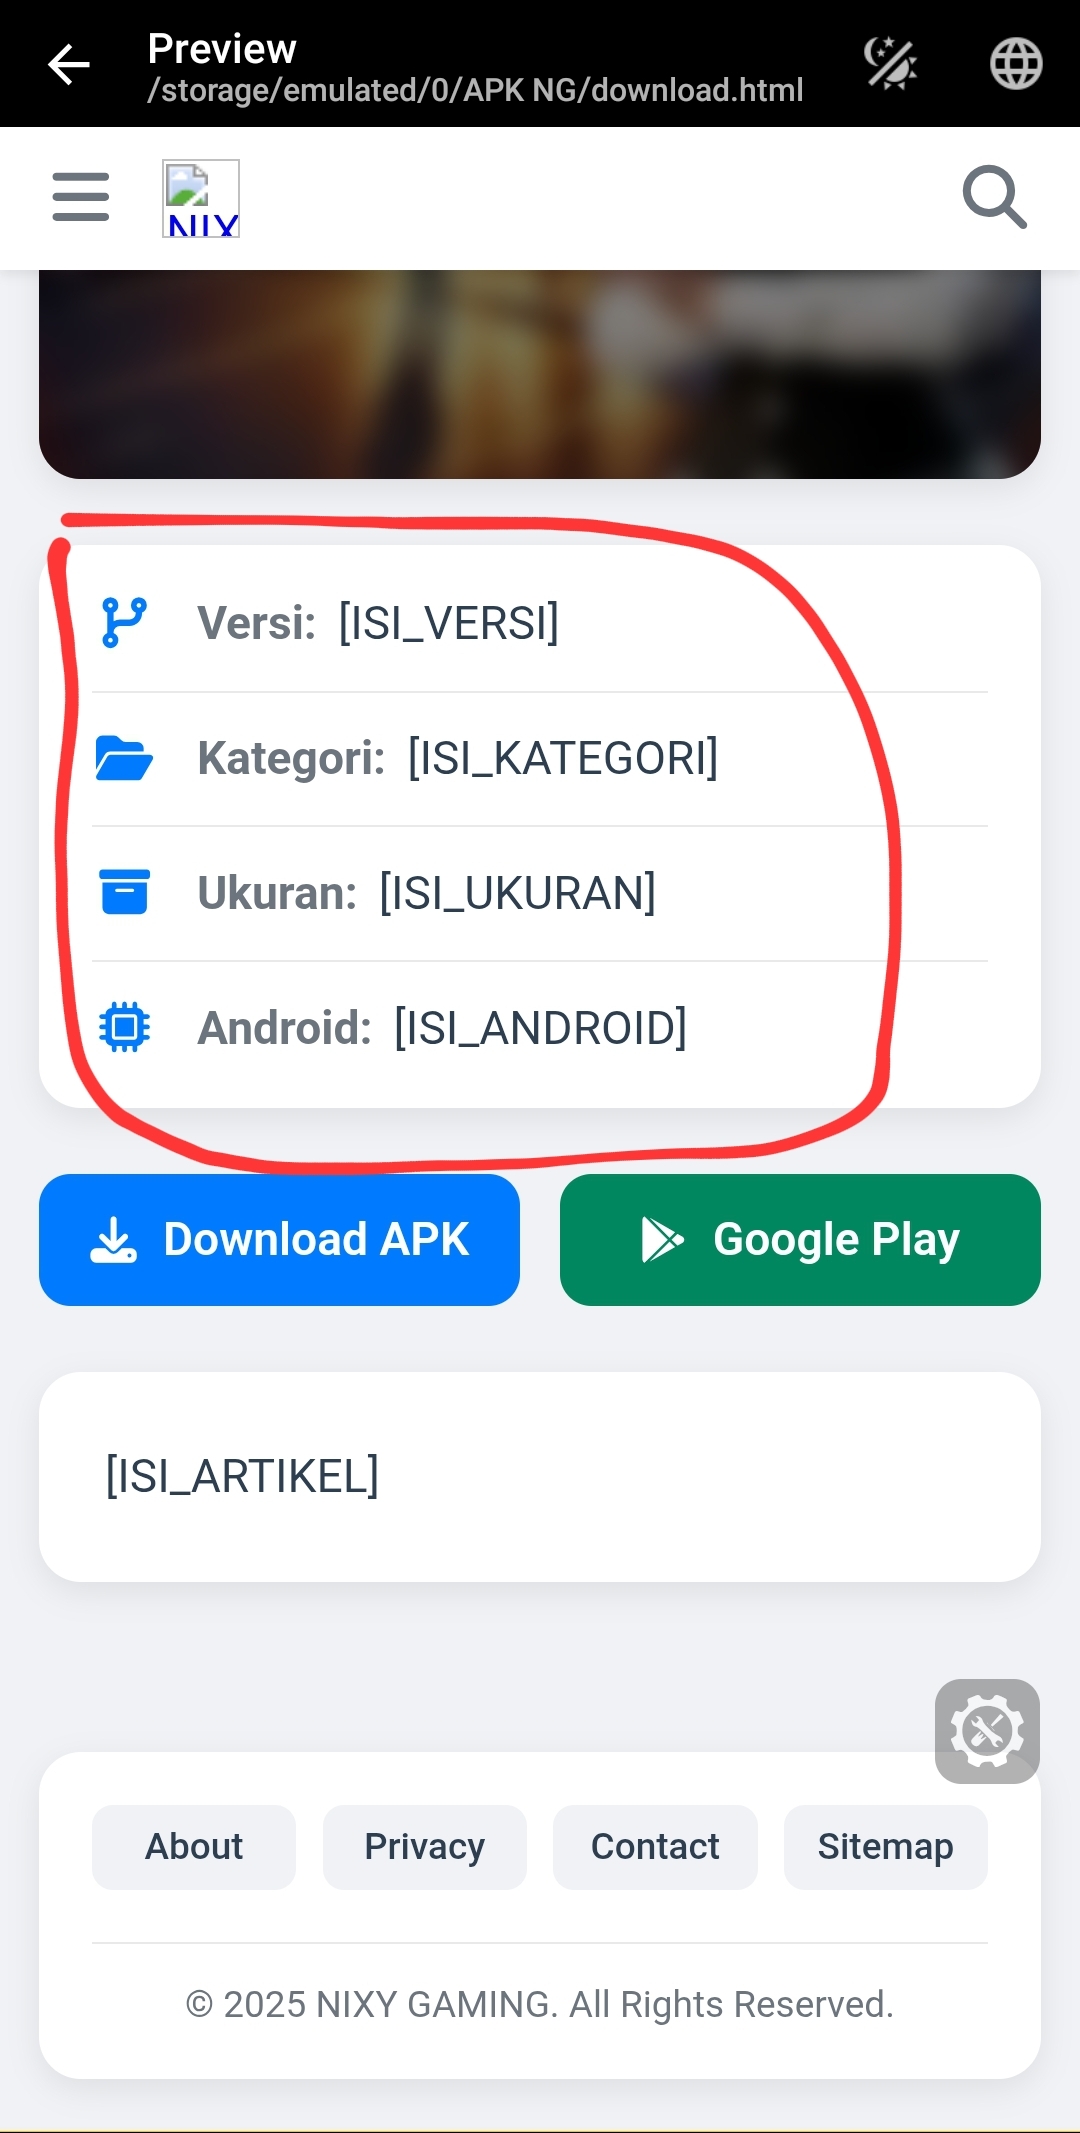 Preview
/storage/emulated/0/APK NG/download.html
NIX
Versi: [ISI_VERSI]
Kategori: [ISI_KATEGORI]
Ukuran: [ISI_UKURAN]
Android: [ISI_ANDROID]
Download APK
Google Play
[ISI_ARTIKEL]
About
Privacy
Contact
Sitemap
© 2025 NIXY GAMING. All Rights Reserved.